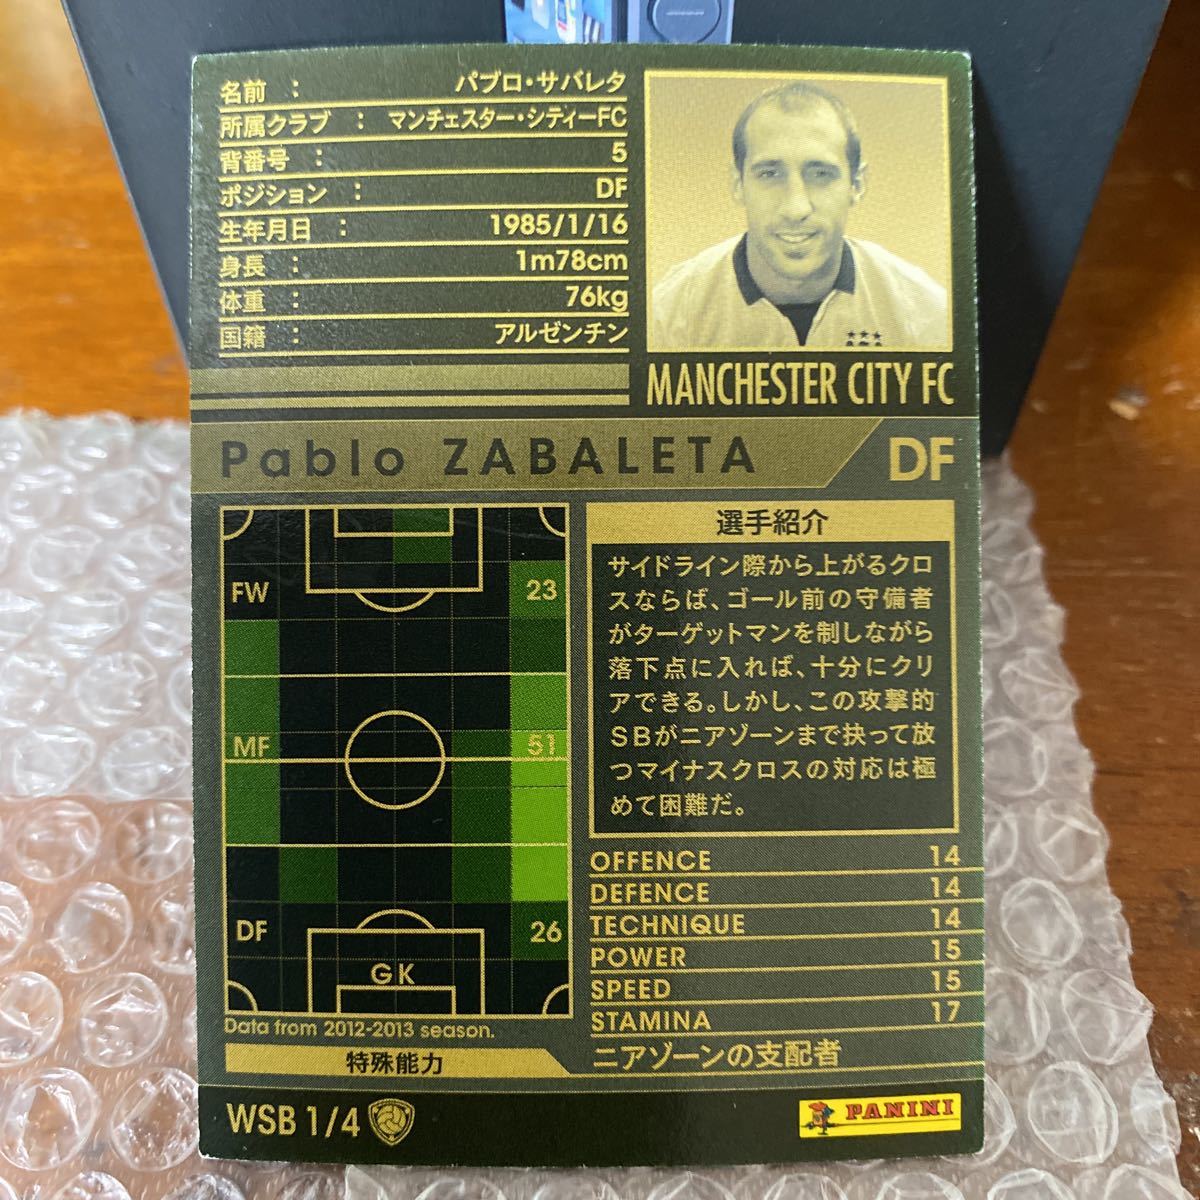 名前 : パブロ・サバレタ
所属クラブ : マンチェスター・シティーFC
背番号 : 5
ポジション : DF
生年月日 : 1985/1/16
身長 : 1m78cm
体重 : 76kg
国籍 : アルゼンチン
MANCHESTER CITY FC
Pablo ZABALETA
DF
FW 23
MF 51
DF 26
GK
Data from 2012-2013 season.
選手紹介
サイドライン際から上がるクロ
スならば、ゴール前の守備者
がターゲットマンを制しながら
落下点に入れば、十分にクリ
アできる。しかし、この攻撃的
SBがニアゾーンまで抉って放
つマイナスクロスの対応は極
めて困難だ。
OFFENCE 14
DEFENCE 14
TECHNIQUE 14
POWER 15
SPEED 15
STAMINA 17
特殊能力 ニアゾーンの支配者
WSB 1/4
PANINI